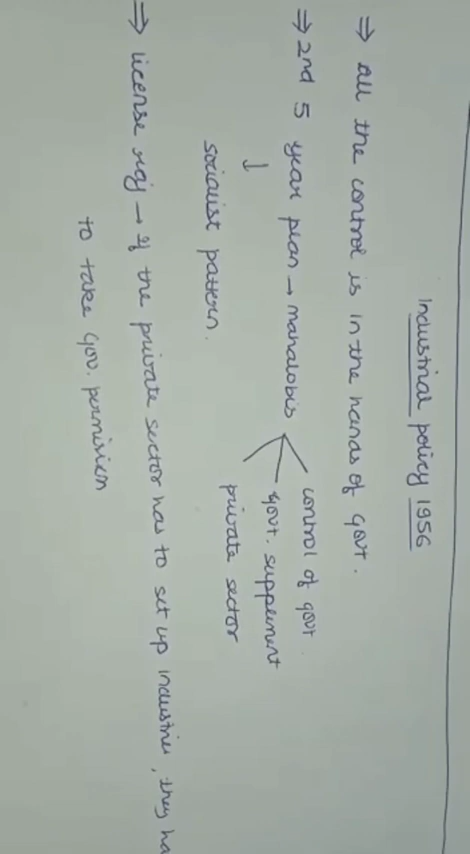 Industrial policy 1956
⇒ all the control is in the hands of govt.
⇒ 2nd 5 year plan → mahalobis
control of govt.
govt. supplement
private sector
↓
socialist pattern.
⇒ license raj → if the private sector has to set up industries, they ha
to take gov. permission